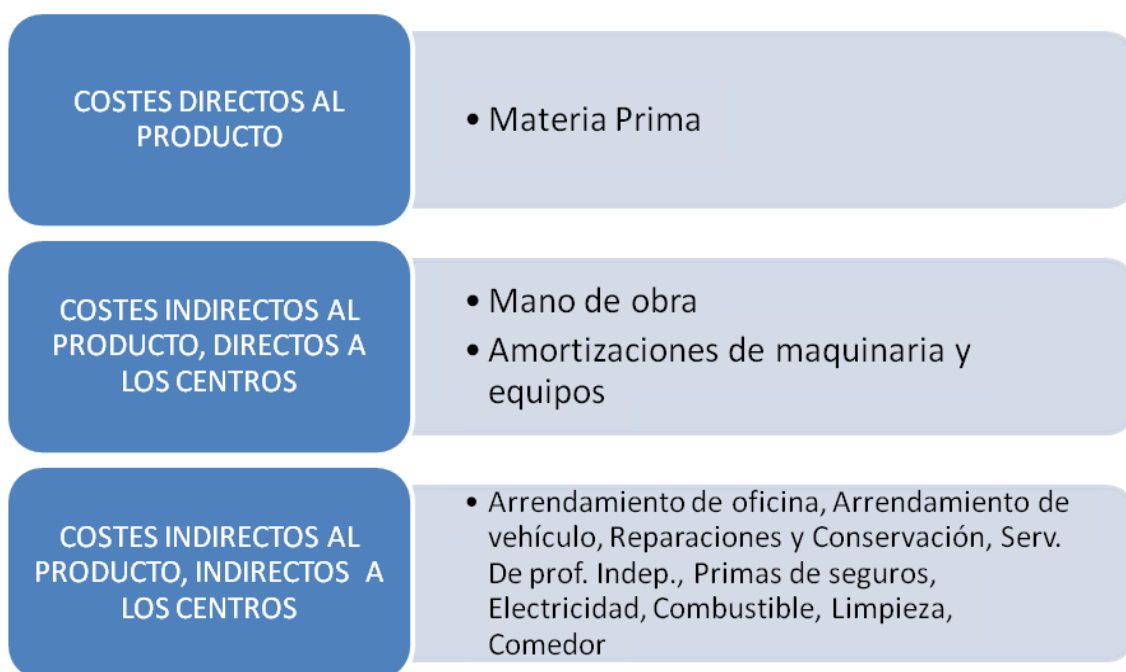 COSTES DIRECTOS AL
PRODUCTO
• Materia Prima
COSTES INDIRECTOS AL
PRODUCTO, DIRECTOS A
LOS CENTROS
• Mano de obra
• Amortizaciones de maquinaria y
equipos
COSTES INDIRECTOS AL
PRODUCTO, INDIRECTOS A
LOS CENTROS
• Arrendamiento de oficina, Arrendamiento de
vehículo, Reparaciones y Conservación, Serv.
De prof. Indep., Primas de seguros,
Electricidad, Combustible, Limpieza,
Comedor